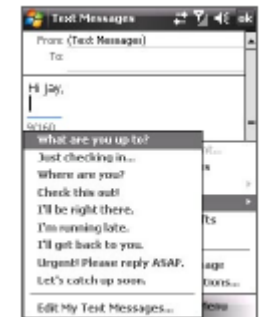 Text Messages ok
From: (Text Messages)
To:
Hi Jay,
9/160
What are you up to?
Just checking in...
Where are you?
Check this out!
I'll be right there.
I'm running late.
I'll get back to you.
Urgent! Please reply ASAP.
Let's catch up soon.
Edit My Text Messages...
Menu